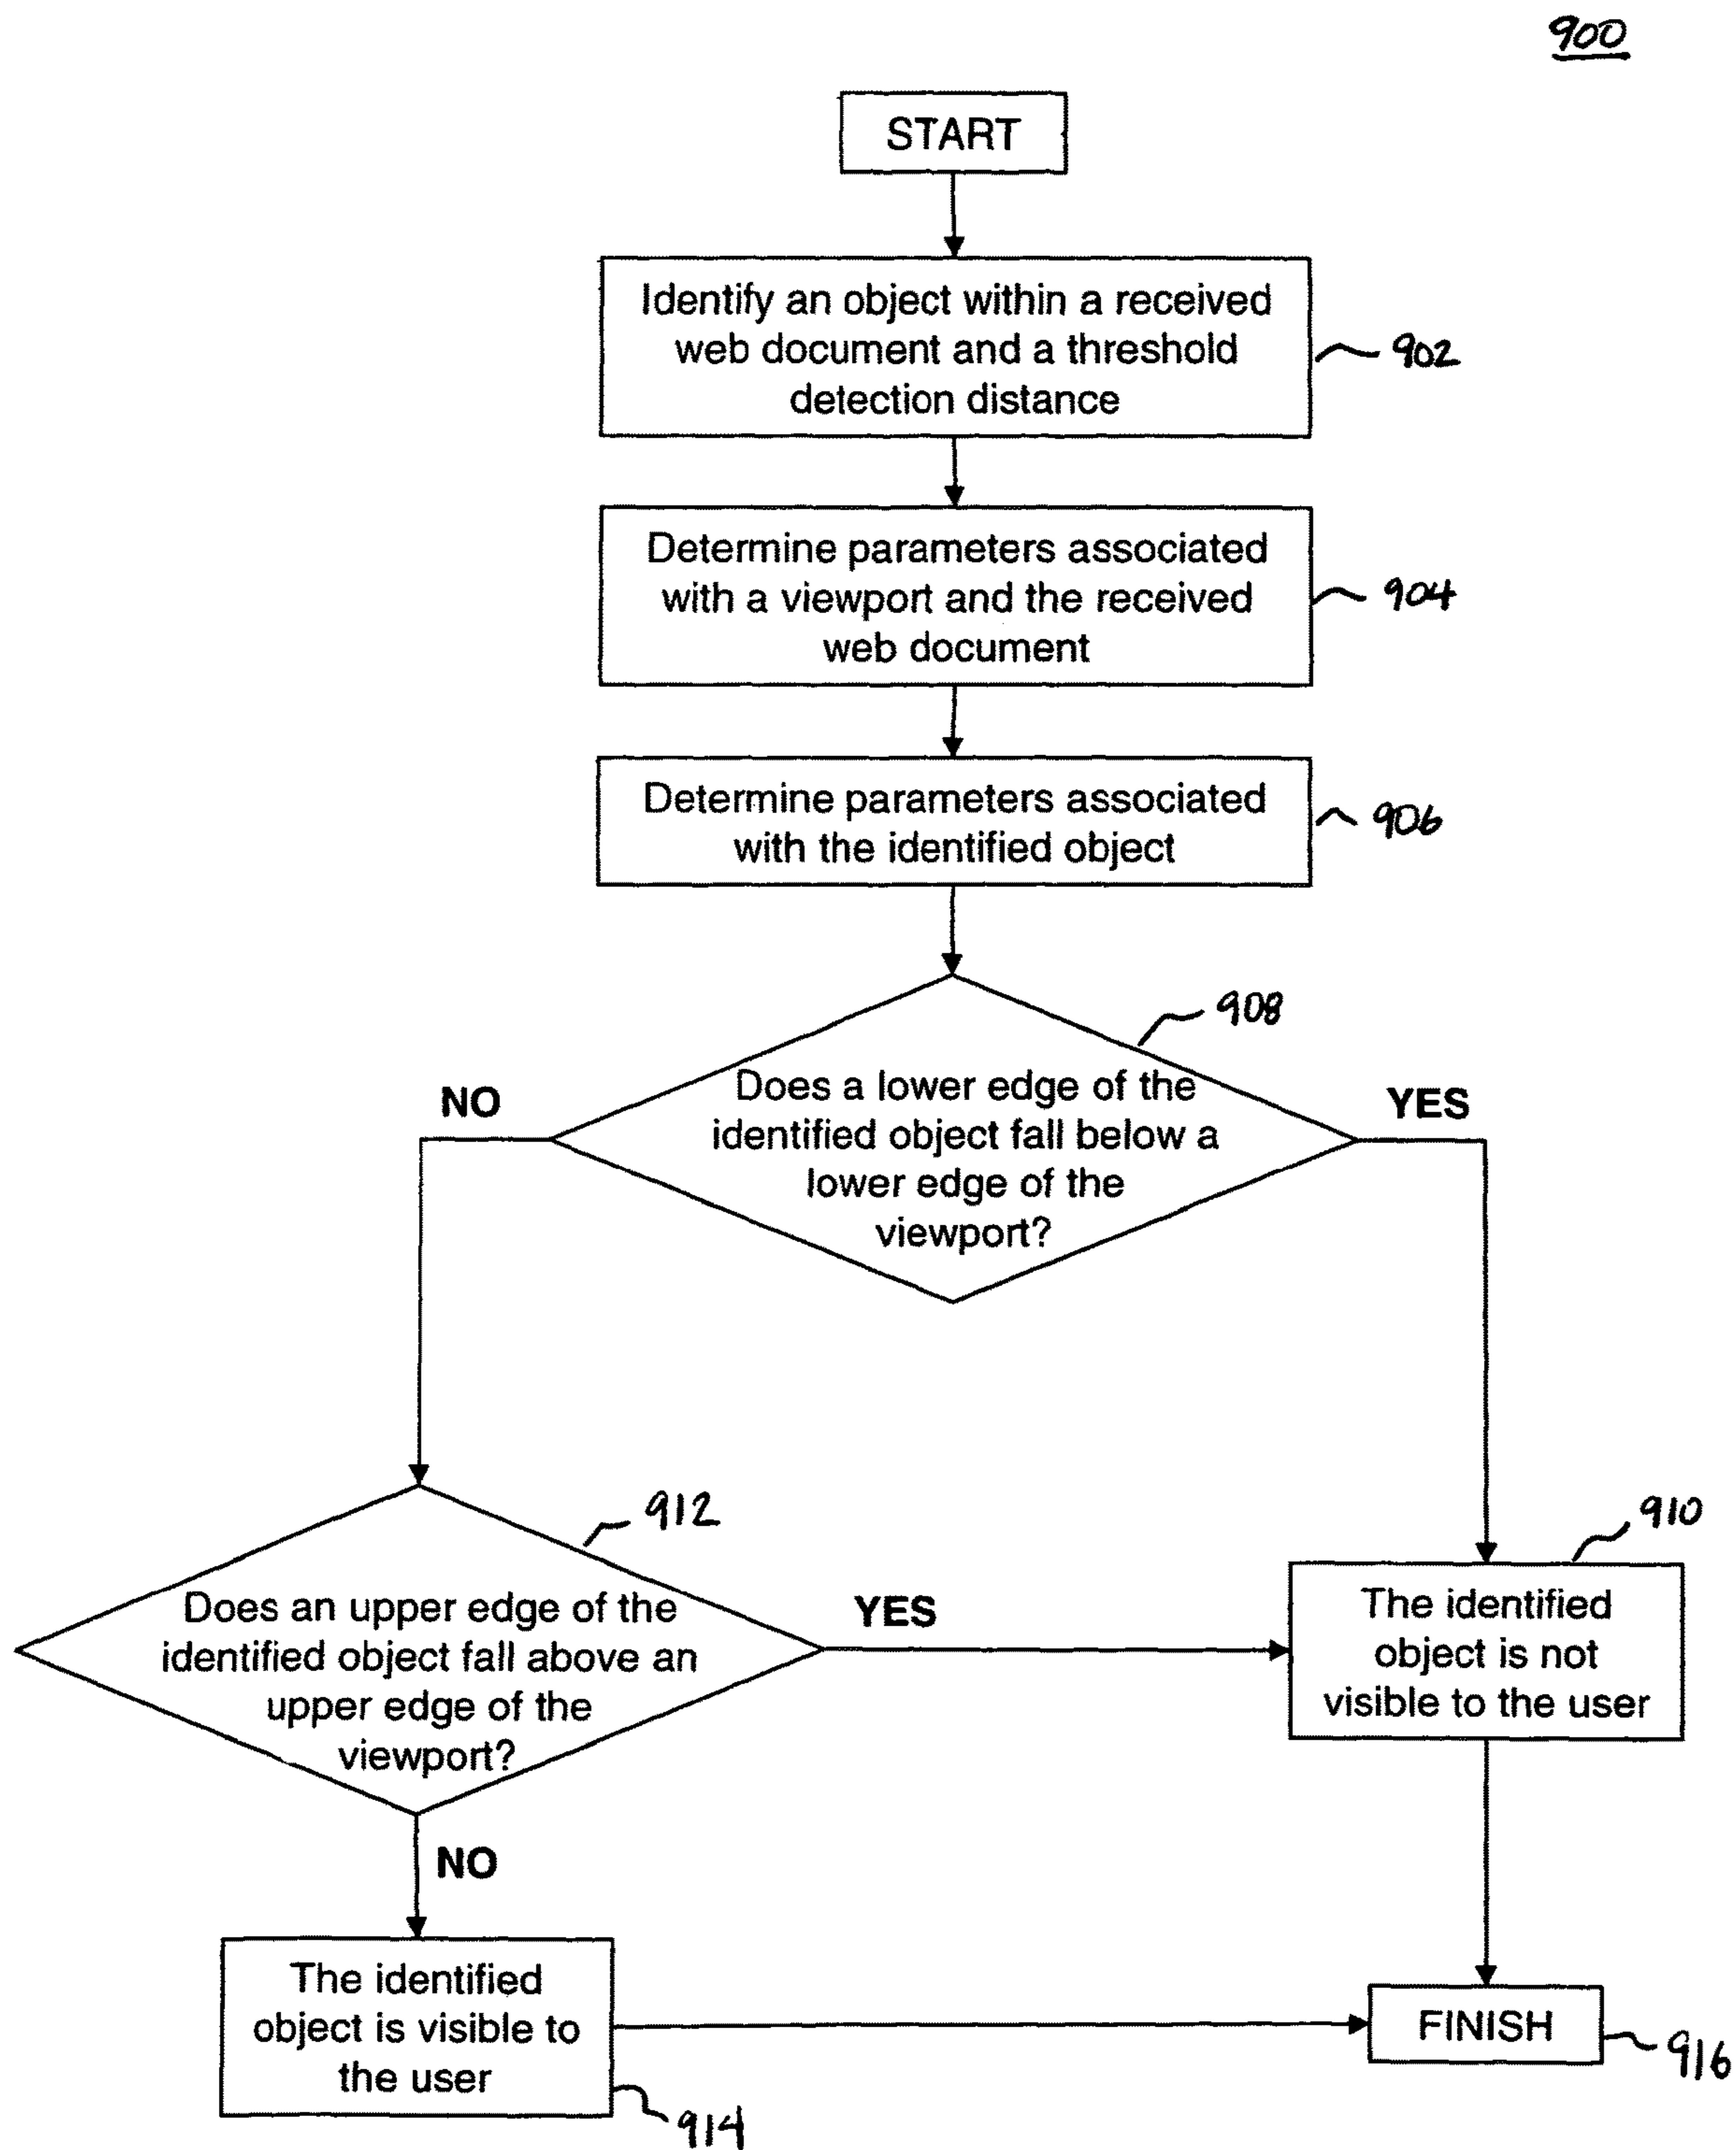 900
START
Identify an object within a received
web document and a threshold
detection distance
902
Determine parameters associated
with a viewport and the received
web document
904
Determine parameters associated
with the identified object
906
908
NO
YES
Does a lower edge of the
identified object fall below a
lower edge of the
viewport?
912
910
Does an upper edge of the
identified object fall above an
upper edge of the
viewport?
YES
The identified
object is not
visible to the user
NO
The identified
object is visible to
the user
914
FINISH
916